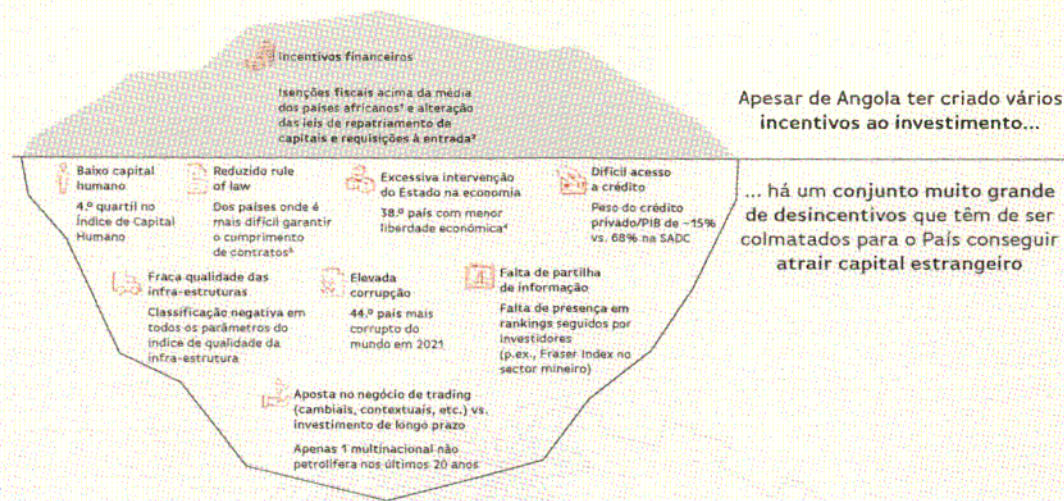 Incentivos financeiros
Isenções fiscais acima da média
dos países africanos¹ e alteração
das leis de repatriamento de
capitais e requisições à entrada²
Apesar de Angola ter criado vários
incentivos ao investimento...
... há um conjunto muito grande
de desincentivos que têm de ser
colmatados para o País conseguir
atrair capital estrangeiro
Baixo capital
humano
4.º quartil no
Índice de Capital
Humano
Reduzido rule
of law
Dos países onde é
mais difícil garantir
o cumprimento
de contratos³
Excessiva intervenção
do Estado na economia
38.º país com menor
liberdade económica⁴
Difícil acesso
a crédito
Peso do crédito
privado/PIB de ~15%
vs. 68% na SADC
Fraca qualidade das
infra-estruturas
Classificação negativa em
todos os parâmetros do
índice de qualidade da
infra-estrutura
Elevada
corrupção
44.º país mais
corrupto do
mundo em 2021
Falta de partilha
de informação
Falta de presença em
rankings seguidos por
investidores
(p.ex., Fraser Index no
sector mineiro)
Aposta no negócio de trading
(cambiais, contextuais, etc.) vs.
investimento de longo prazo
Apenas 1 multinacional não
petrolífera nos últimos 20 anos